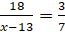 18/(x−13) = 3/7